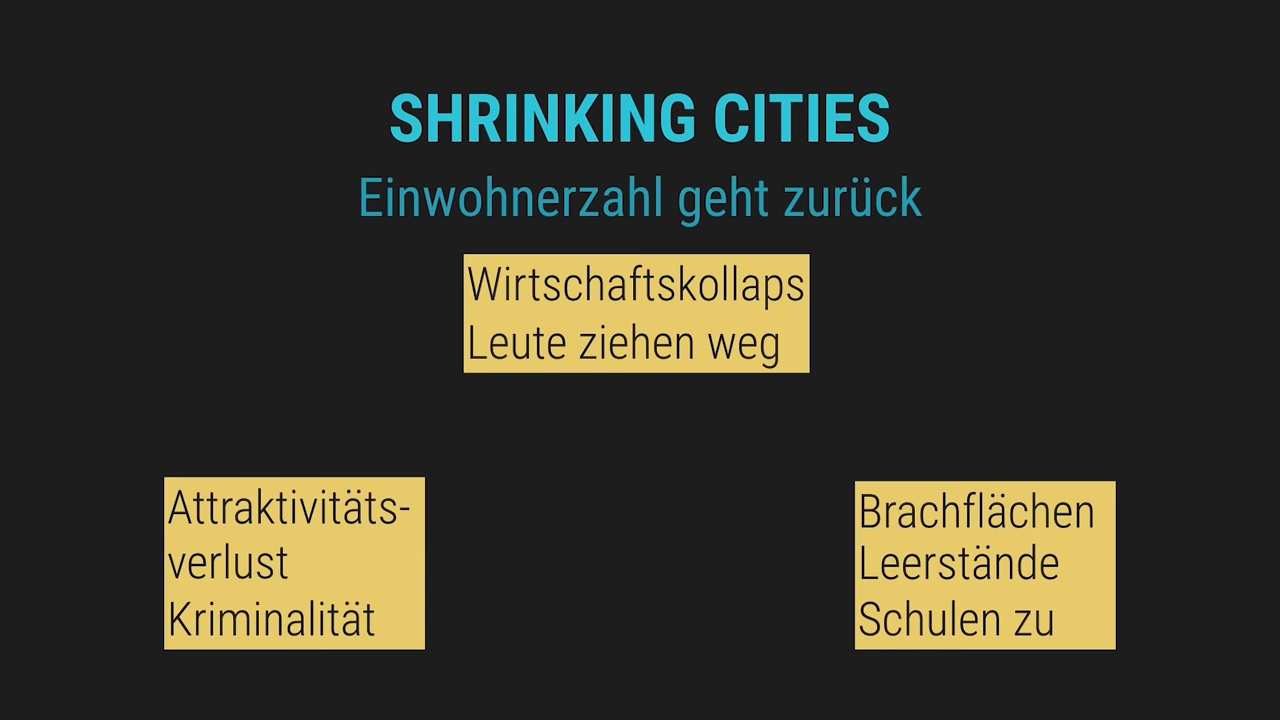 SHRINKING CITIES
Einwohnerzahl geht zurück
Wirtschaftskollaps
Leute ziehen weg
Attraktivitäts-
verlust
Kriminalität
Brachflächen
Leerstände
Schulen zu